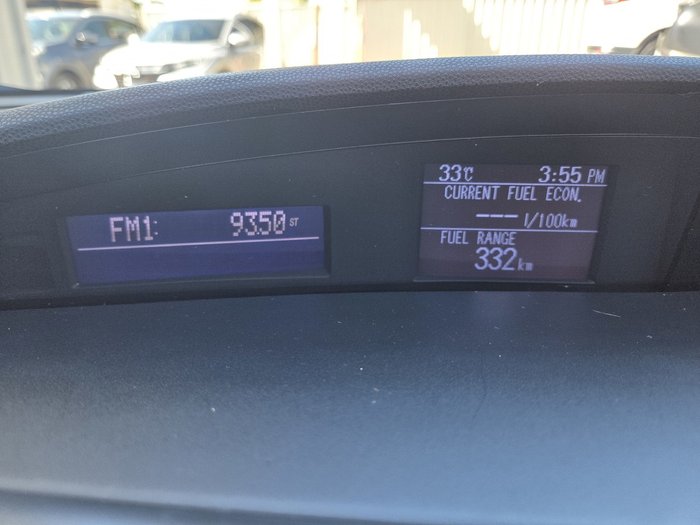 FM1: 93.50 ST
33℃ 3:55 PM
CURRENT FUEL ECON.
--- l/100km
FUEL RANGE
332km